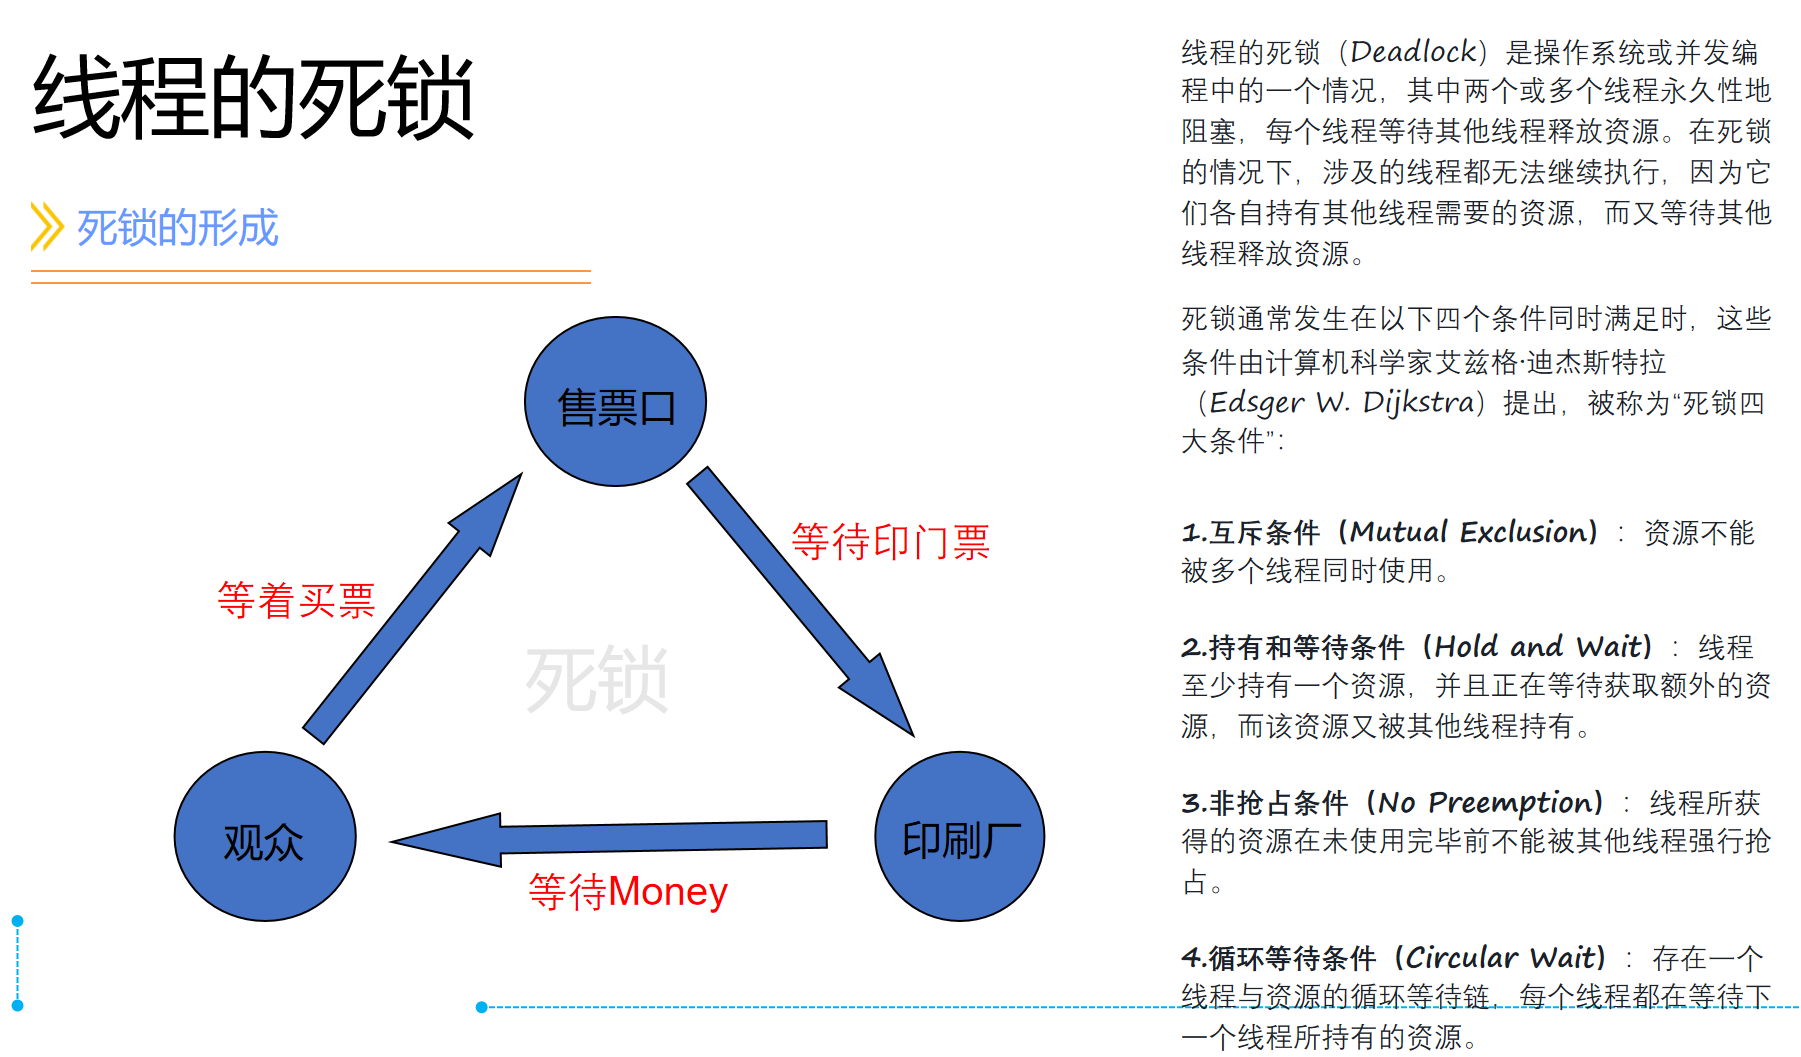 线程的死锁
死锁的形成
售票口
等待印门票
等着买票
死锁
观众
印刷厂
等待Money
线程的死锁（Deadlock）是操作系统或并发编
程中的一个情况，其中两个或多个线程永久性地
阻塞，每个线程等待其他线程释放资源。在死锁
的情况下，涉及的线程都无法继续执行，因为它
们各自持有其他线程需要的资源，而又等待其他
线程释放资源。
死锁通常发生在以下四个条件同时满足时，这些
条件由计算机科学家艾兹格·迪杰斯特拉
（Edsger W. Dijkstra）提出，被称为“死锁四
大条件”：
1.互斥条件（Mutual Exclusion）：资源不能
被多个线程同时使用。
2.持有和等待条件（Hold and Wait）：线程
至少持有一个资源，并且正在等待获取额外的资
源，而该资源又被其他线程持有。
3.非抢占条件（No Preemption）：线程所获
得的资源在未使用完毕前不能被其他线程强行抢
占。
4.循环等待条件（Circular Wait）：存在一个
线程与资源的循环等待链，每个线程都在等待下
一个线程所持有的资源。